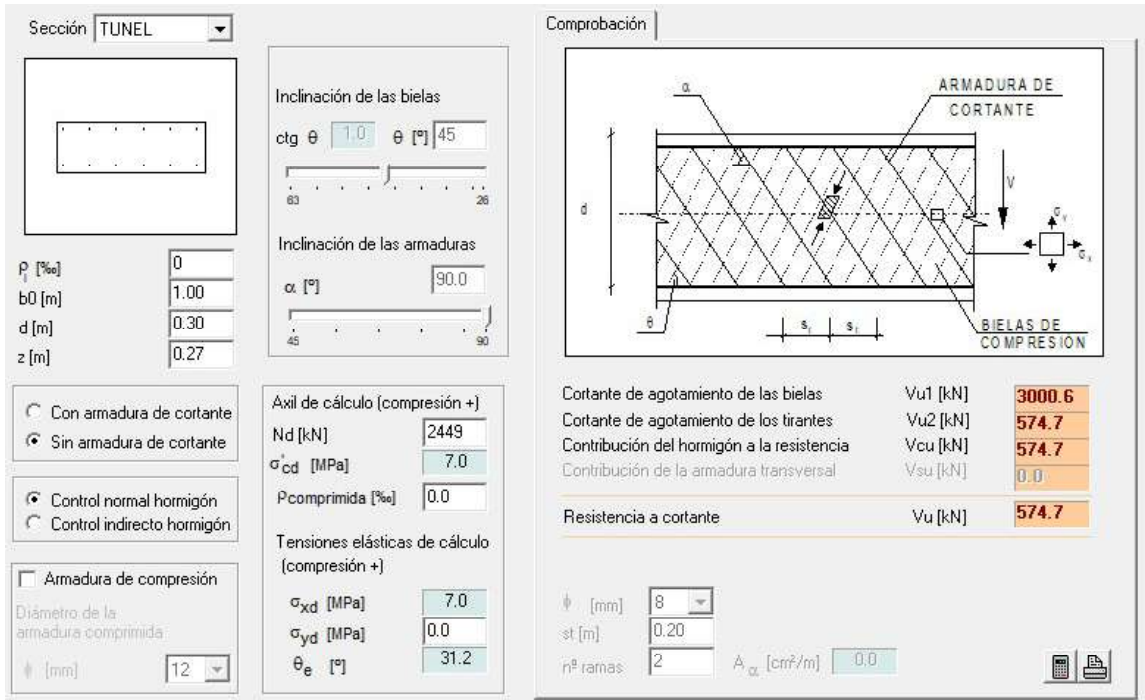 Sección TUNEL
ρl [‰] 0
b0 [m] 1.00
d [m] 0.30
z [m] 0.27
Con armadura de cortante
Sin armadura de cortante
Control normal hormigón
Control indirecto hormigón
Armadura de compresión
Diámetro de la
armadura comprimida
ϕ [mm] 12
Inclinación de las bielas
ctg θ 1.0 θ [º] 45
63 26
Inclinación de las armaduras
α [º] 90.0
45 90
Axil de cálculo (compresión +)
Nd [kN] 2449
σ'cd [MPa] 7.0
ρcomprimida [‰] 0.0
Tensiones elásticas de cálculo
(compresión +)
σxd [MPa] 7.0
σyd [MPa] 0.0
θe [º] 31.2
Comprobación
α ARMADURA DE
CORTANTE
d V
σy
σx
θ st st BIELAS DE
COMPRESION
Cortante de agotamiento de las bielas Vu1 [kN] 3000.6
Cortante de agotamiento de los tirantes Vu2 [kN] 574.7
Contribución del hormigón a la resistencia Vcu [kN] 574.7
Contribución de la armadura transversal Vsu [kN] 0.0
Resistencia a cortante Vu [kN] 574.7
ϕ [mm] 8
st [m] 0.20
nº ramas 2 Aα [cm²/m] 0.0